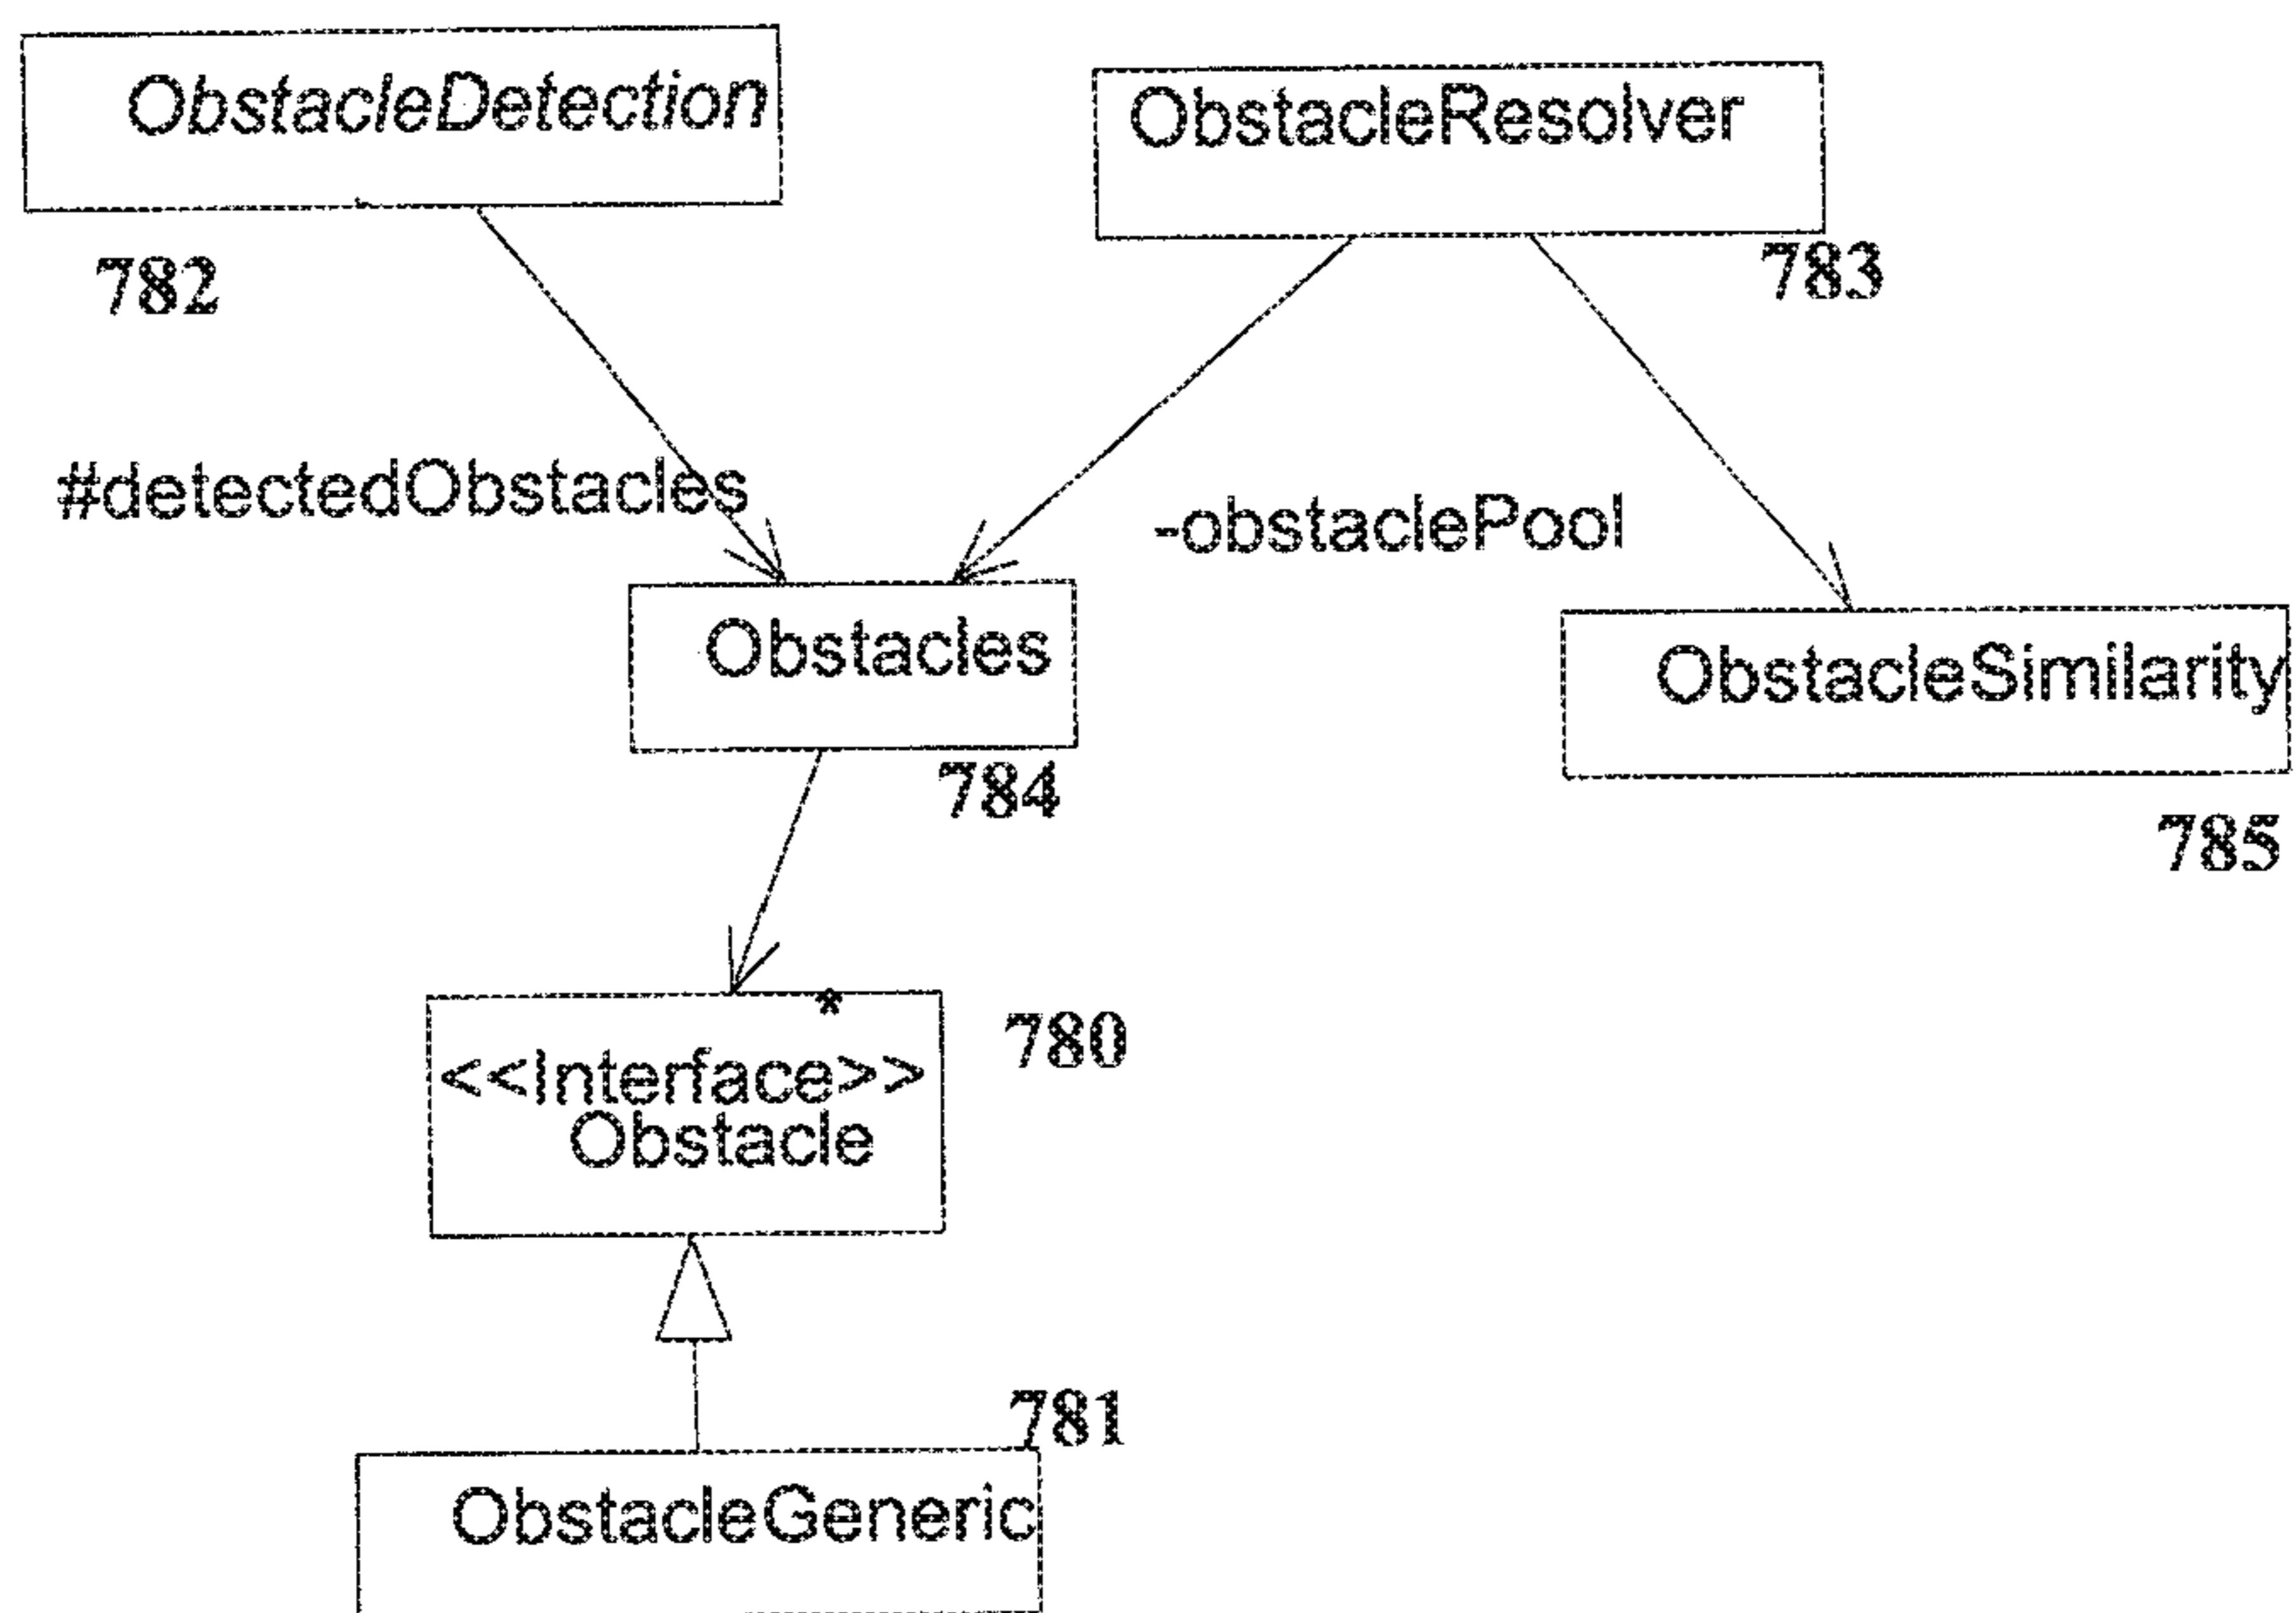 ObstacleDetection
ObstacleResolver
782
783
#detectedObstacles
-obstaclePool
Obstacles
ObstacleSimilarity
784
785
*
780
<<Interface>>
Obstacle
781
ObstacleGeneric